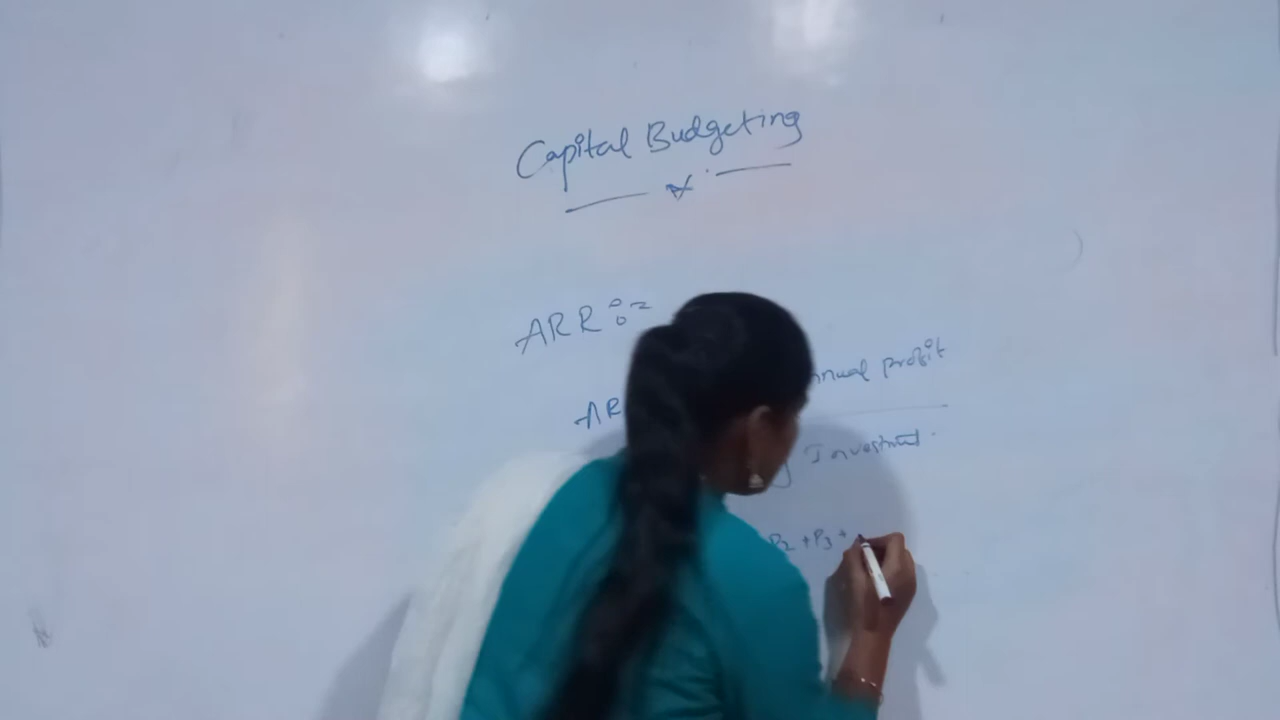 Capital Budgeting
ARR :-
AR
nnual profit
Investment
P2 + P3 +